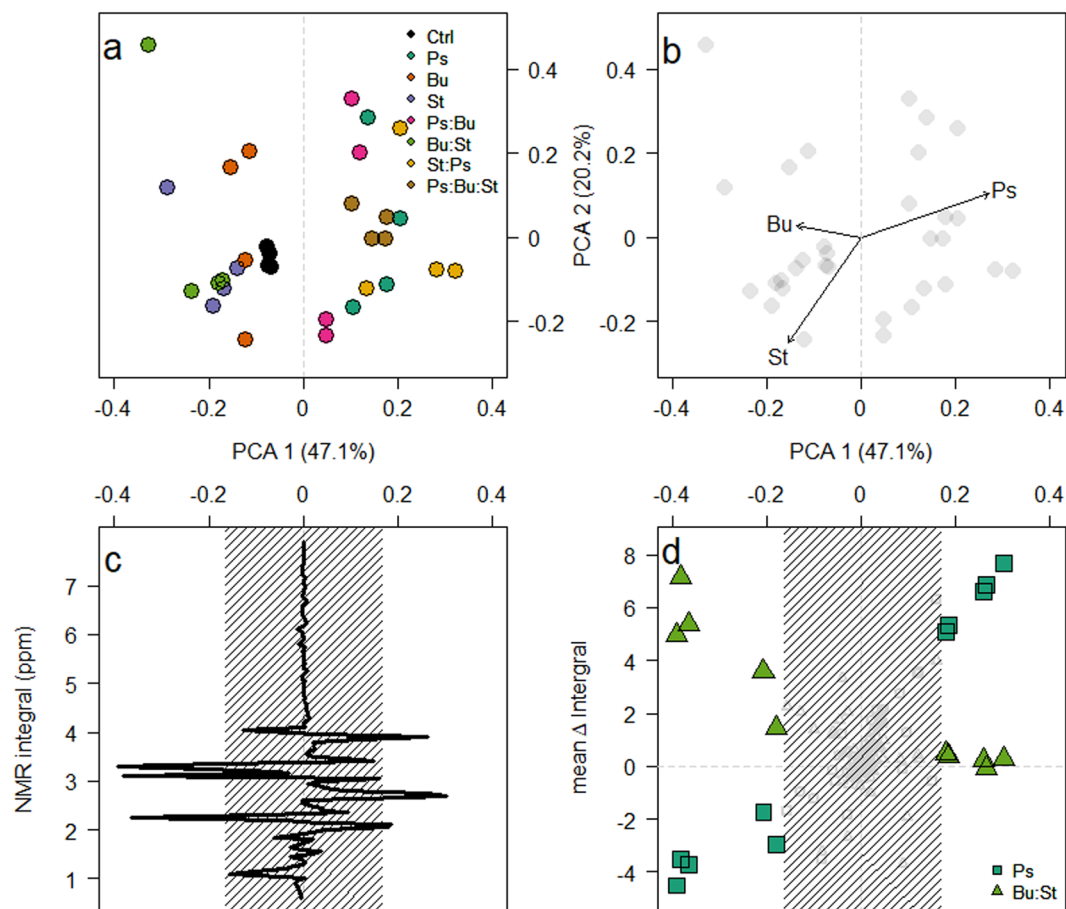 a
Ctrl
Ps
Bu
St
Ps:Bu
Bu:St
St:Ps
Ps:Bu:St
0.4
0.2
0
-0.2
-0.4 -0.2 0 0.2 0.4
PCA 1 (47.1%)
PCA 2 (20.2%)
b
0.4
0.2
0
-0.2
Ps
Bu
St
-0.4 -0.2 0 0.2 0.4
PCA 1 (47.1%)
-0.4 -0.2 0 0.2 0.4
c
NMR integral (ppm)
7
6
5
4
3
2
1
-0.4 -0.2 0 0.2 0.4
d
mean Δ Intergral
8
6
4
2
0
-2
-4
Ps
Bu:St